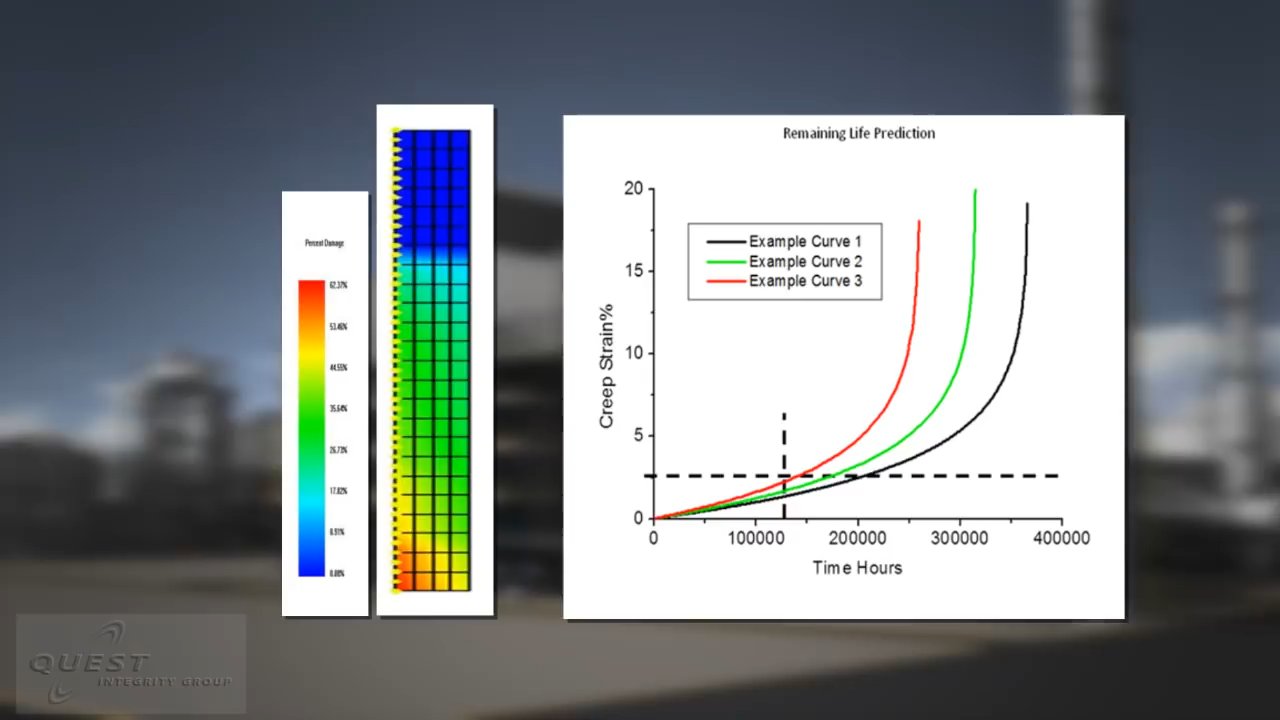 Percent Damage
62.37%
53.46%
44.55%
35.64%
26.73%
17.82%
8.91%
0.00%
Remaining Life Prediction
Creep Strain%
20
15
10
5
0
Example Curve 1
Example Curve 2
Example Curve 3
0 100000 200000 300000 400000
Time Hours
QUEST
INTEGRITY GROUP